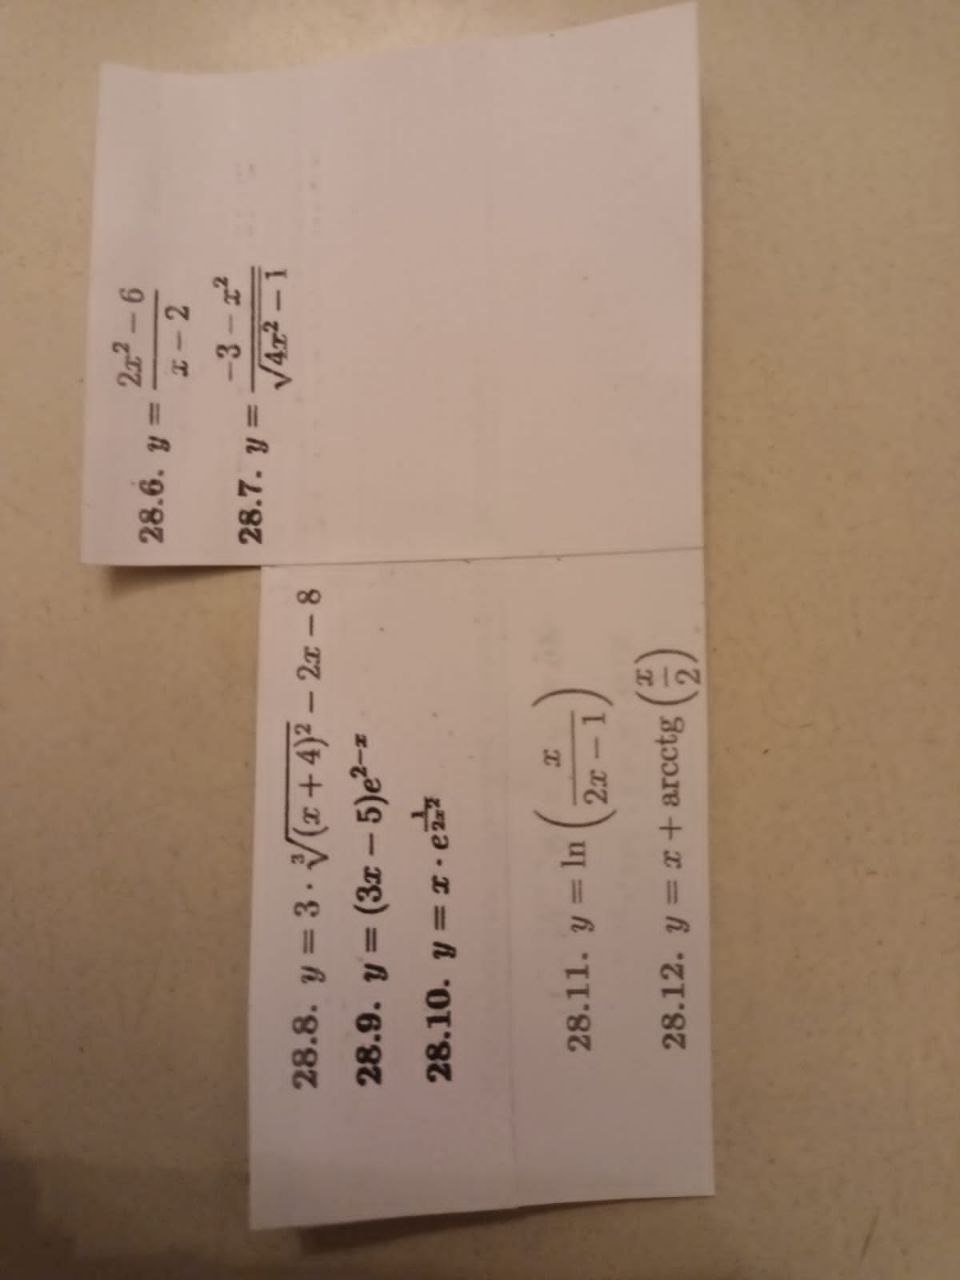 28.6. y = \frac{2x^2 - 6}{x - 2}
28.7. y = \frac{-3 - x^2}{\sqrt{4x^2 - 1}}
28.8. y = 3 \cdot \sqrt[3]{(x + 4)^2} - 2x - 8
28.9. y = (3x - 5)e^{2-x}
28.10. y = x \cdot e^{\frac{1}{2x^2}}
28.11. y = \ln\left(\frac{x}{2x - 1}\right)
28.12. y = x + arcctg\left(\frac{x}{2}\right)